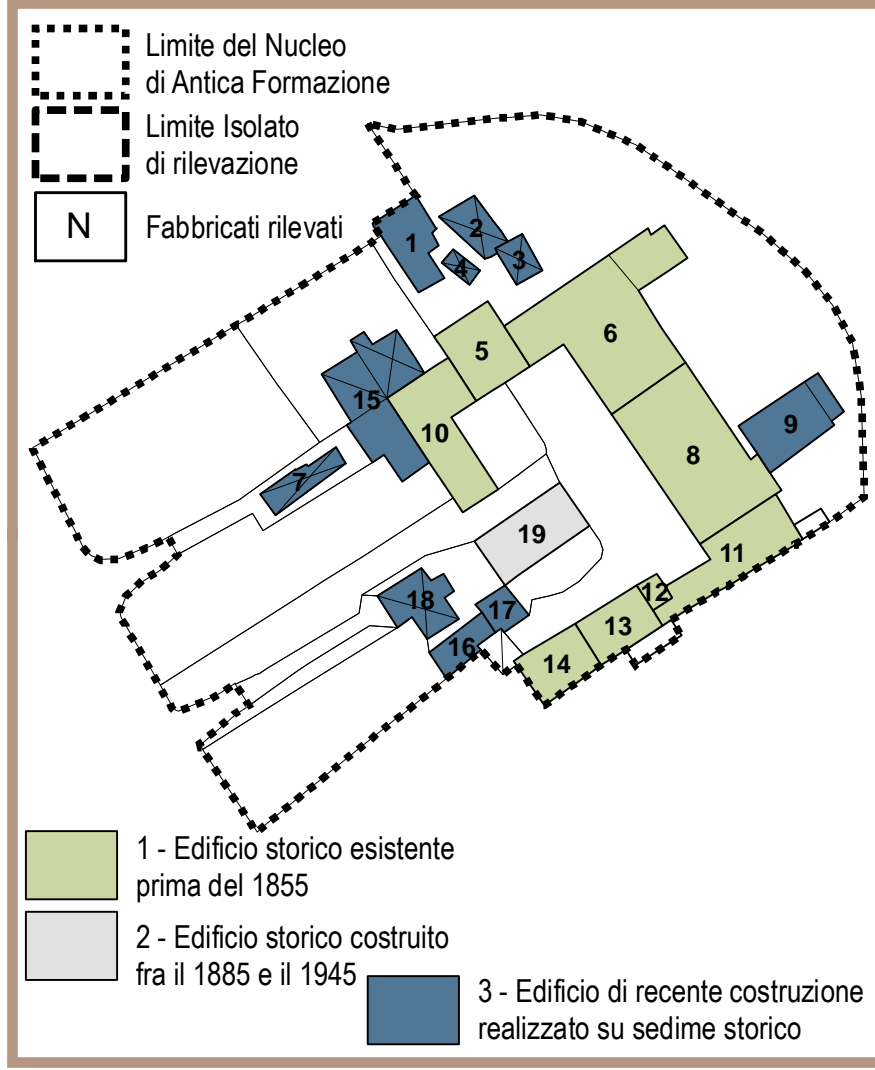 Limite del Nucleo
di Antica Formazione
Limite Isolato
di rilevazione
N
Fabbricati rilevati
1
2
3
4
5
6
7
8
9
10
11
12
13
14
15
16
17
18
19
1 - Edificio storico esistente
prima del 1855
2 - Edificio storico costruito
fra il 1885 e il 1945
3 - Edificio di recente costruzione
realizzato su sedime storico